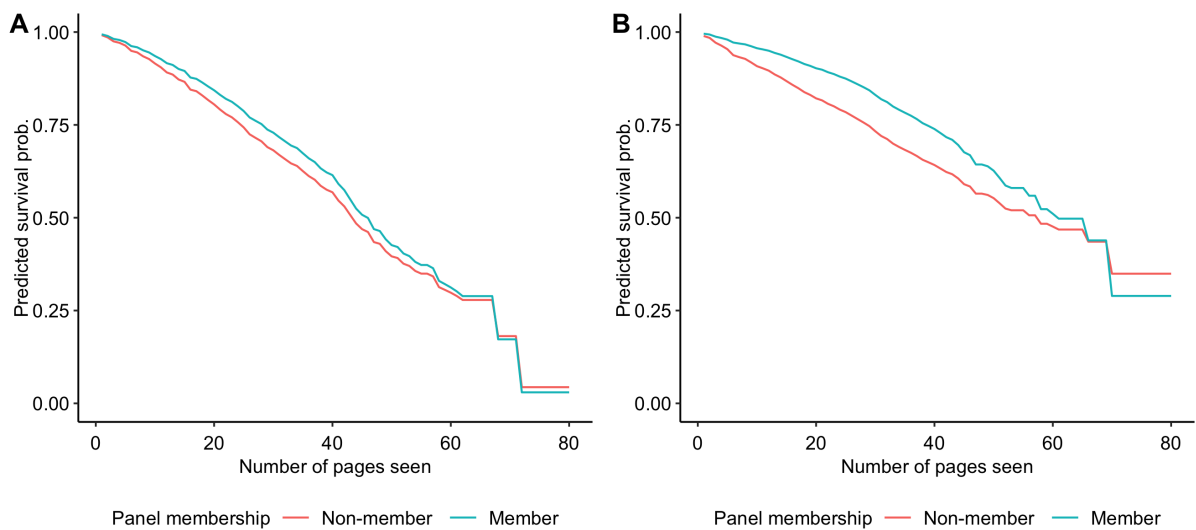 A
1.00
0.75
0.50
0.25
0.00
Predicted survival prob.
0 20 40 60 80
Number of pages seen
Panel membership Non-member Member
B
1.00
0.75
0.50
0.25
0.00
Predicted survival prob.
0 20 40 60 80
Number of pages seen
Panel membership Non-member Member